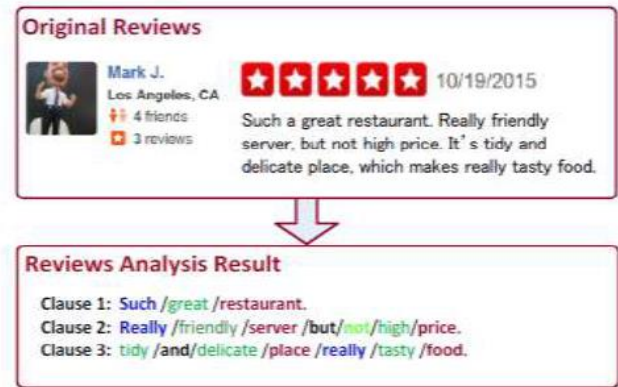 Original Reviews
Mark J.
Los Angeles, CA
4 friends
3 reviews
10/19/2015
Such a great restaurant. Really friendly
server, but not high price. It's tidy and
delicate place, which makes really tasty food.
Reviews Analysis Result
Clause 1: Such /great /restaurant.
Clause 2: Really /friendly /server /but/not/high/price.
Clause 3: tidy /and/delicate /place /really /tasty /food.